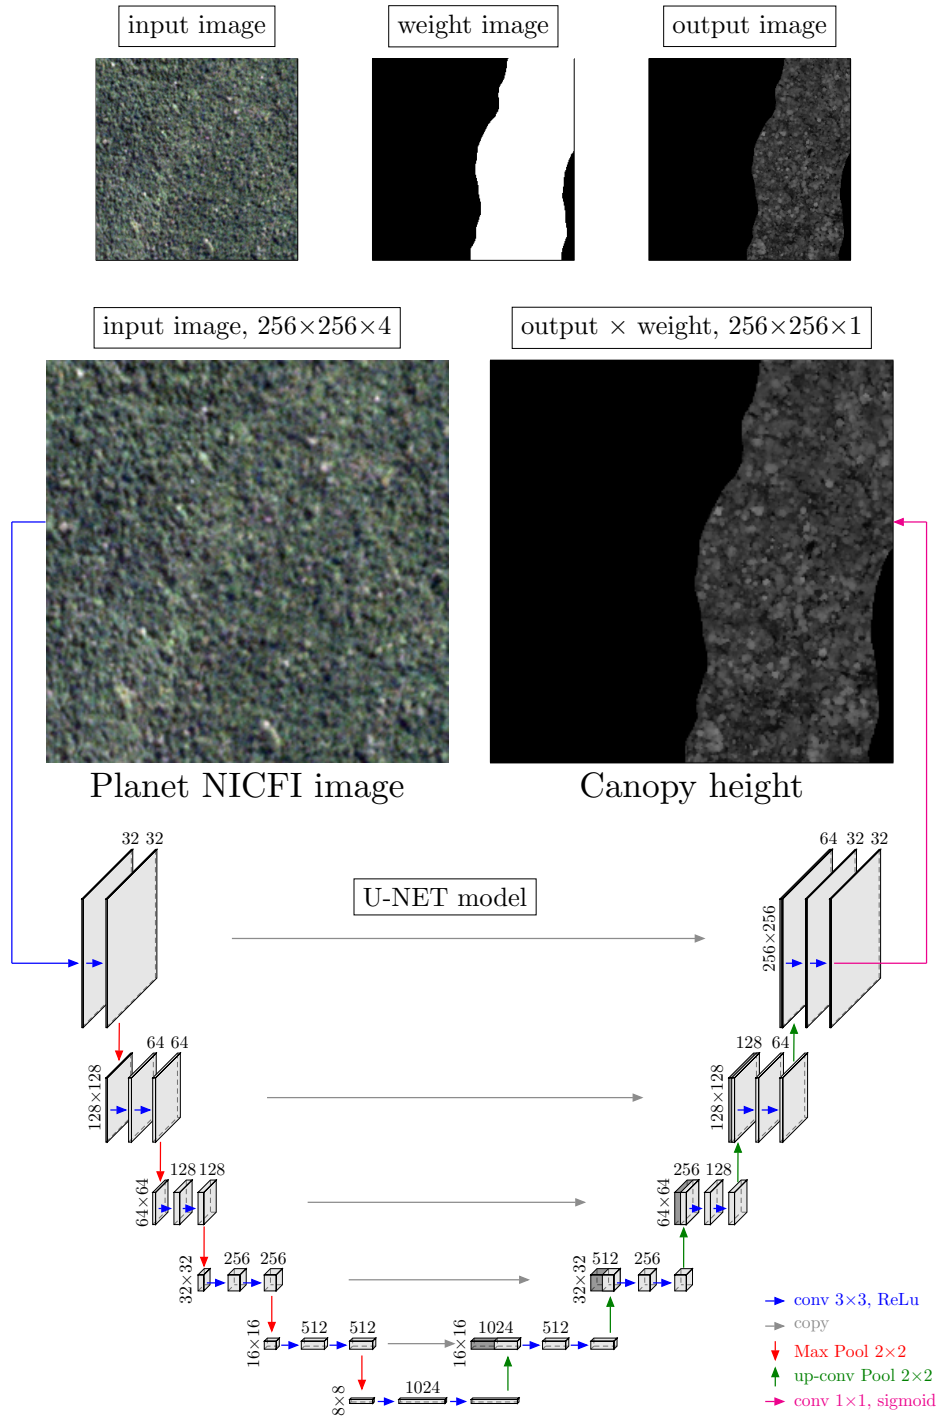 input image
weight image
output image
input image, 256×256×4
output × weight, 256×256×1
Planet NICFI image
Canopy height
32 32
64 32 32
U-NET model
256×256
64 64
128×128
128 64
128×128
128 128
64×64
256 128
64×64
256 256
32×32
512 256
32×32
512 512
16×16
1024 512
16×16
1024
8×8
conv 3×3, ReLu
copy
Max Pool 2×2
up-conv Pool 2×2
conv 1×1, sigmoid